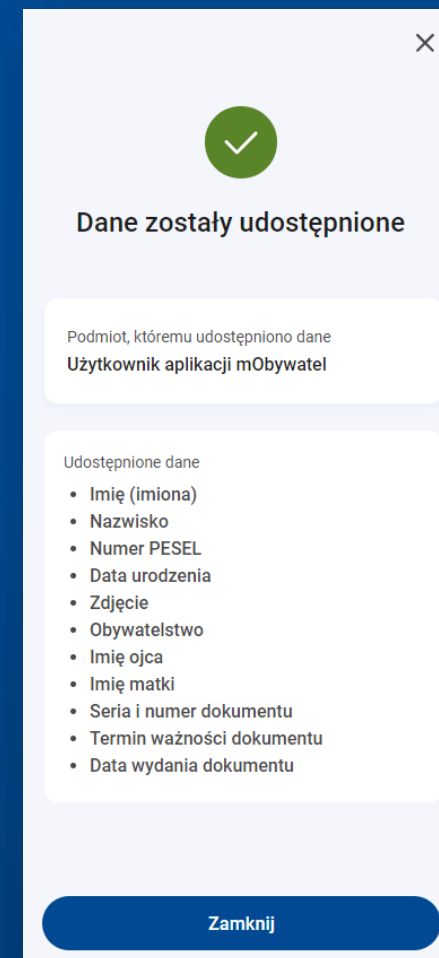 Dane zostały udostępnione
Podmiot, któremu udostępniono dane
Użytkownik aplikacji mObywatel
Udostępnione dane
• Imię (imiona)
• Nazwisko
• Numer PESEL
• Data urodzenia
• Zdjęcie
• Obywatelstwo
• Imię ojca
• Imię matki
• Seria i numer dokumentu
• Termin ważności dokumentu
• Data wydania dokumentu
Zamknij